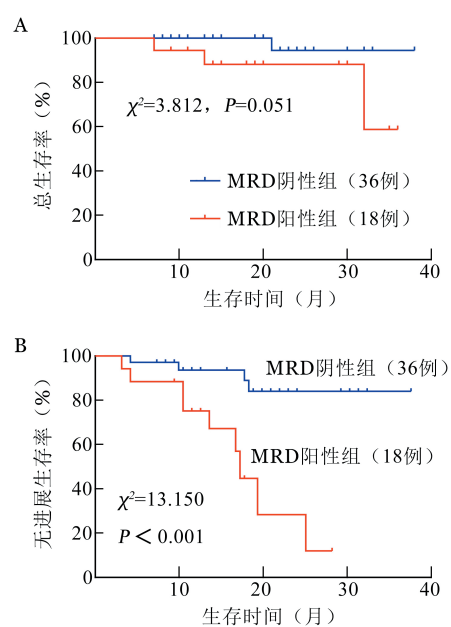 A
100
80
60
40
20
0
总生存率（%）
χ²=3.812，P=0.051
MRD阴性组（36例）
MRD阳性组（18例）
10 20 30 40
生存时间（月）
B
100
80
60
40
20
0
无进展生存率（%）
MRD阴性组（36例）
MRD阳性组（18例）
χ²=13.150
P＜0.001
10 20 30 40
生存时间（月）